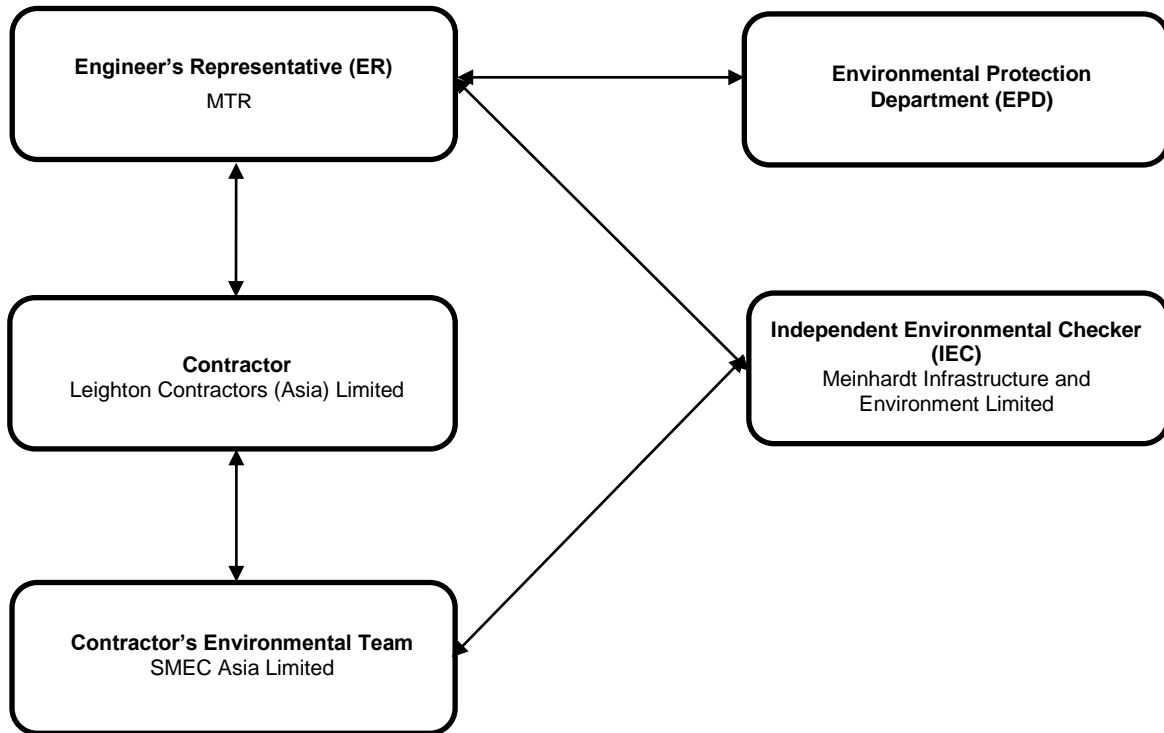 Engineer’s Representative (ER)
MTR
Environmental Protection
Department (EPD)
Contractor
Leighton Contractors (Asia) Limited
Independent Environmental Checker
(IEC)
Meinhardt Infrastructure and
Environment Limited
Contractor’s Environmental Team
SMEC Asia Limited